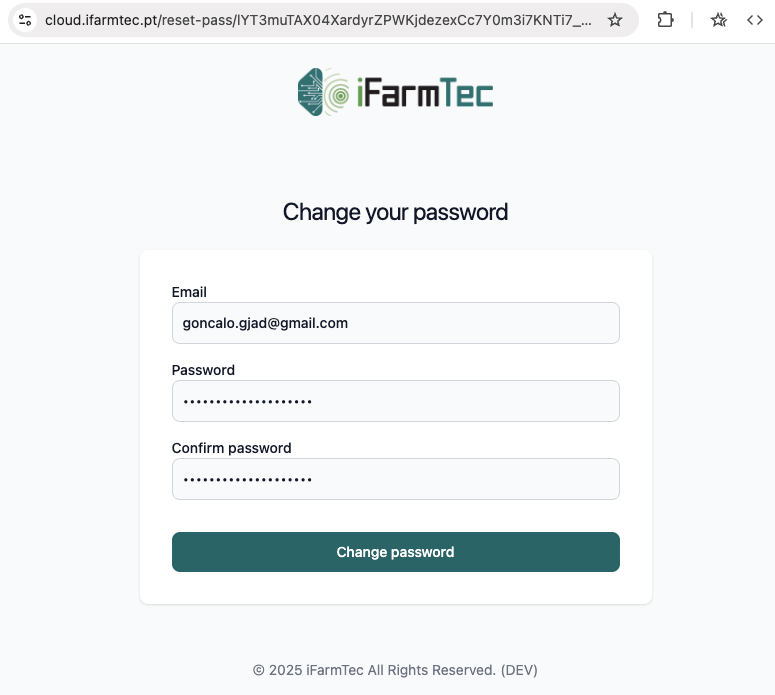 cloud.ifarmtec.pt/reset-pass/lYT3muTAX04XardyrZPWKjdezexCc7Y0m3i7KNTi7_...
iFarmTec
Change your password
Email
goncalo.gjad@gmail.com
Password
••••••••••••••••••••
Confirm password
••••••••••••••••••••
Change password
© 2025 iFarmTec All Rights Reserved. (DEV)